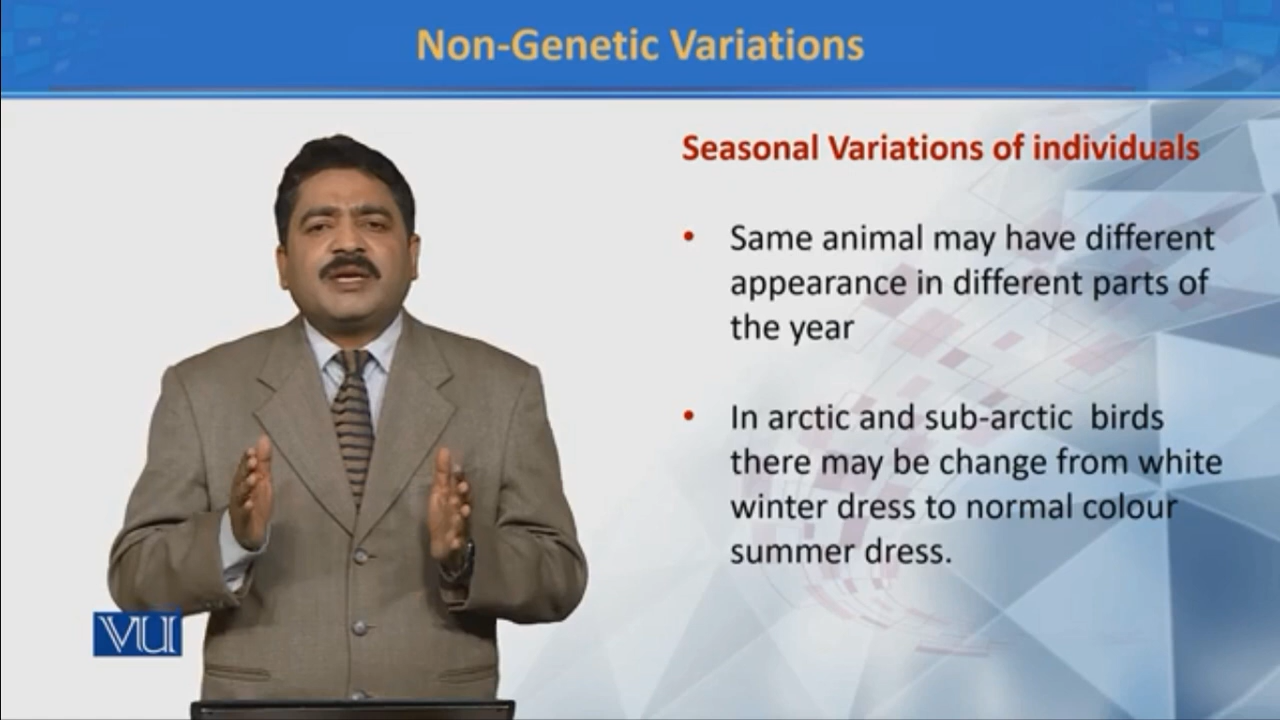 Non-Genetic Variations
Seasonal Variations of individuals
• Same animal may have different
appearance in different parts of
the year
• In arctic and sub-arctic birds
there may be change from white
winter dress to normal colour
summer dress.
VU